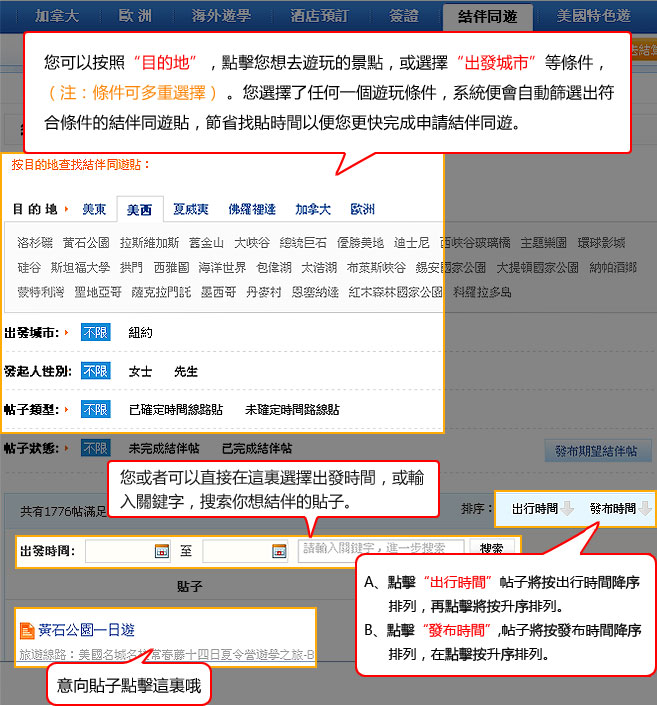 加拿大 歐洲 海外遊學 酒店預訂 簽證 結伴同遊 美國特色遊
您可以按照“目的地”，點擊您想去遊玩的景點，或選擇“出發城市”等條件，
（注：條件可多重選擇）。您選擇了任何一個遊玩條件，系統便會自動篩選出符
合條件的結伴同遊貼，節省找貼時間以便您更快完成申請結伴同遊。
按目的地查找結伴同遊貼：
目的地 美東 美西 夏威夷 佛羅裡達 加拿大 歐洲
洛杉磯 黃石公園 拉斯維加斯 舊金山 大峽谷 總統巨石 優勝美地 迪士尼 西峽谷玻璃橋 主題樂園 環球影城
硅谷 斯坦福大學 拱門 西雅圖 海洋世界 包偉湖 太浩湖 布萊斯峽谷 錫安國家公園 大提頓國家公園 納帕酒鄉
蒙特利灣 聖地亞哥 薩克拉門託 墨西哥 丹麥村 恩塞納達 紅木森林國家公園 科羅拉多島
出發城市: 不限 紐約
發起人性別: 不限 女士 先生
帖子類型: 不限 已確定時間線路貼 未確定時間路線貼
帖子狀態: 不限 未完成結伴帖 已完成結伴帖 發布期望結伴帖
您或者可以直接在這裏選擇出發時間，或輸
入關鍵字，搜索你想結伴的貼子。
共有1776帖滿足 排序： 出行時間 發布時間
出發時間: 至 請輸入關鍵字，進一步搜索 搜索
貼子
A、點擊“出行時間”帖子將按出行時間降序
排列，再點擊將按升序排列。
B、點擊“發布時間”,帖子將按發布時間降序
排列，在點擊按升序排列。
黃石公園一日遊
旅遊線路：美國名城名校常春藤十四日夏令營遊學之旅-B
意向貼子點擊這裏哦